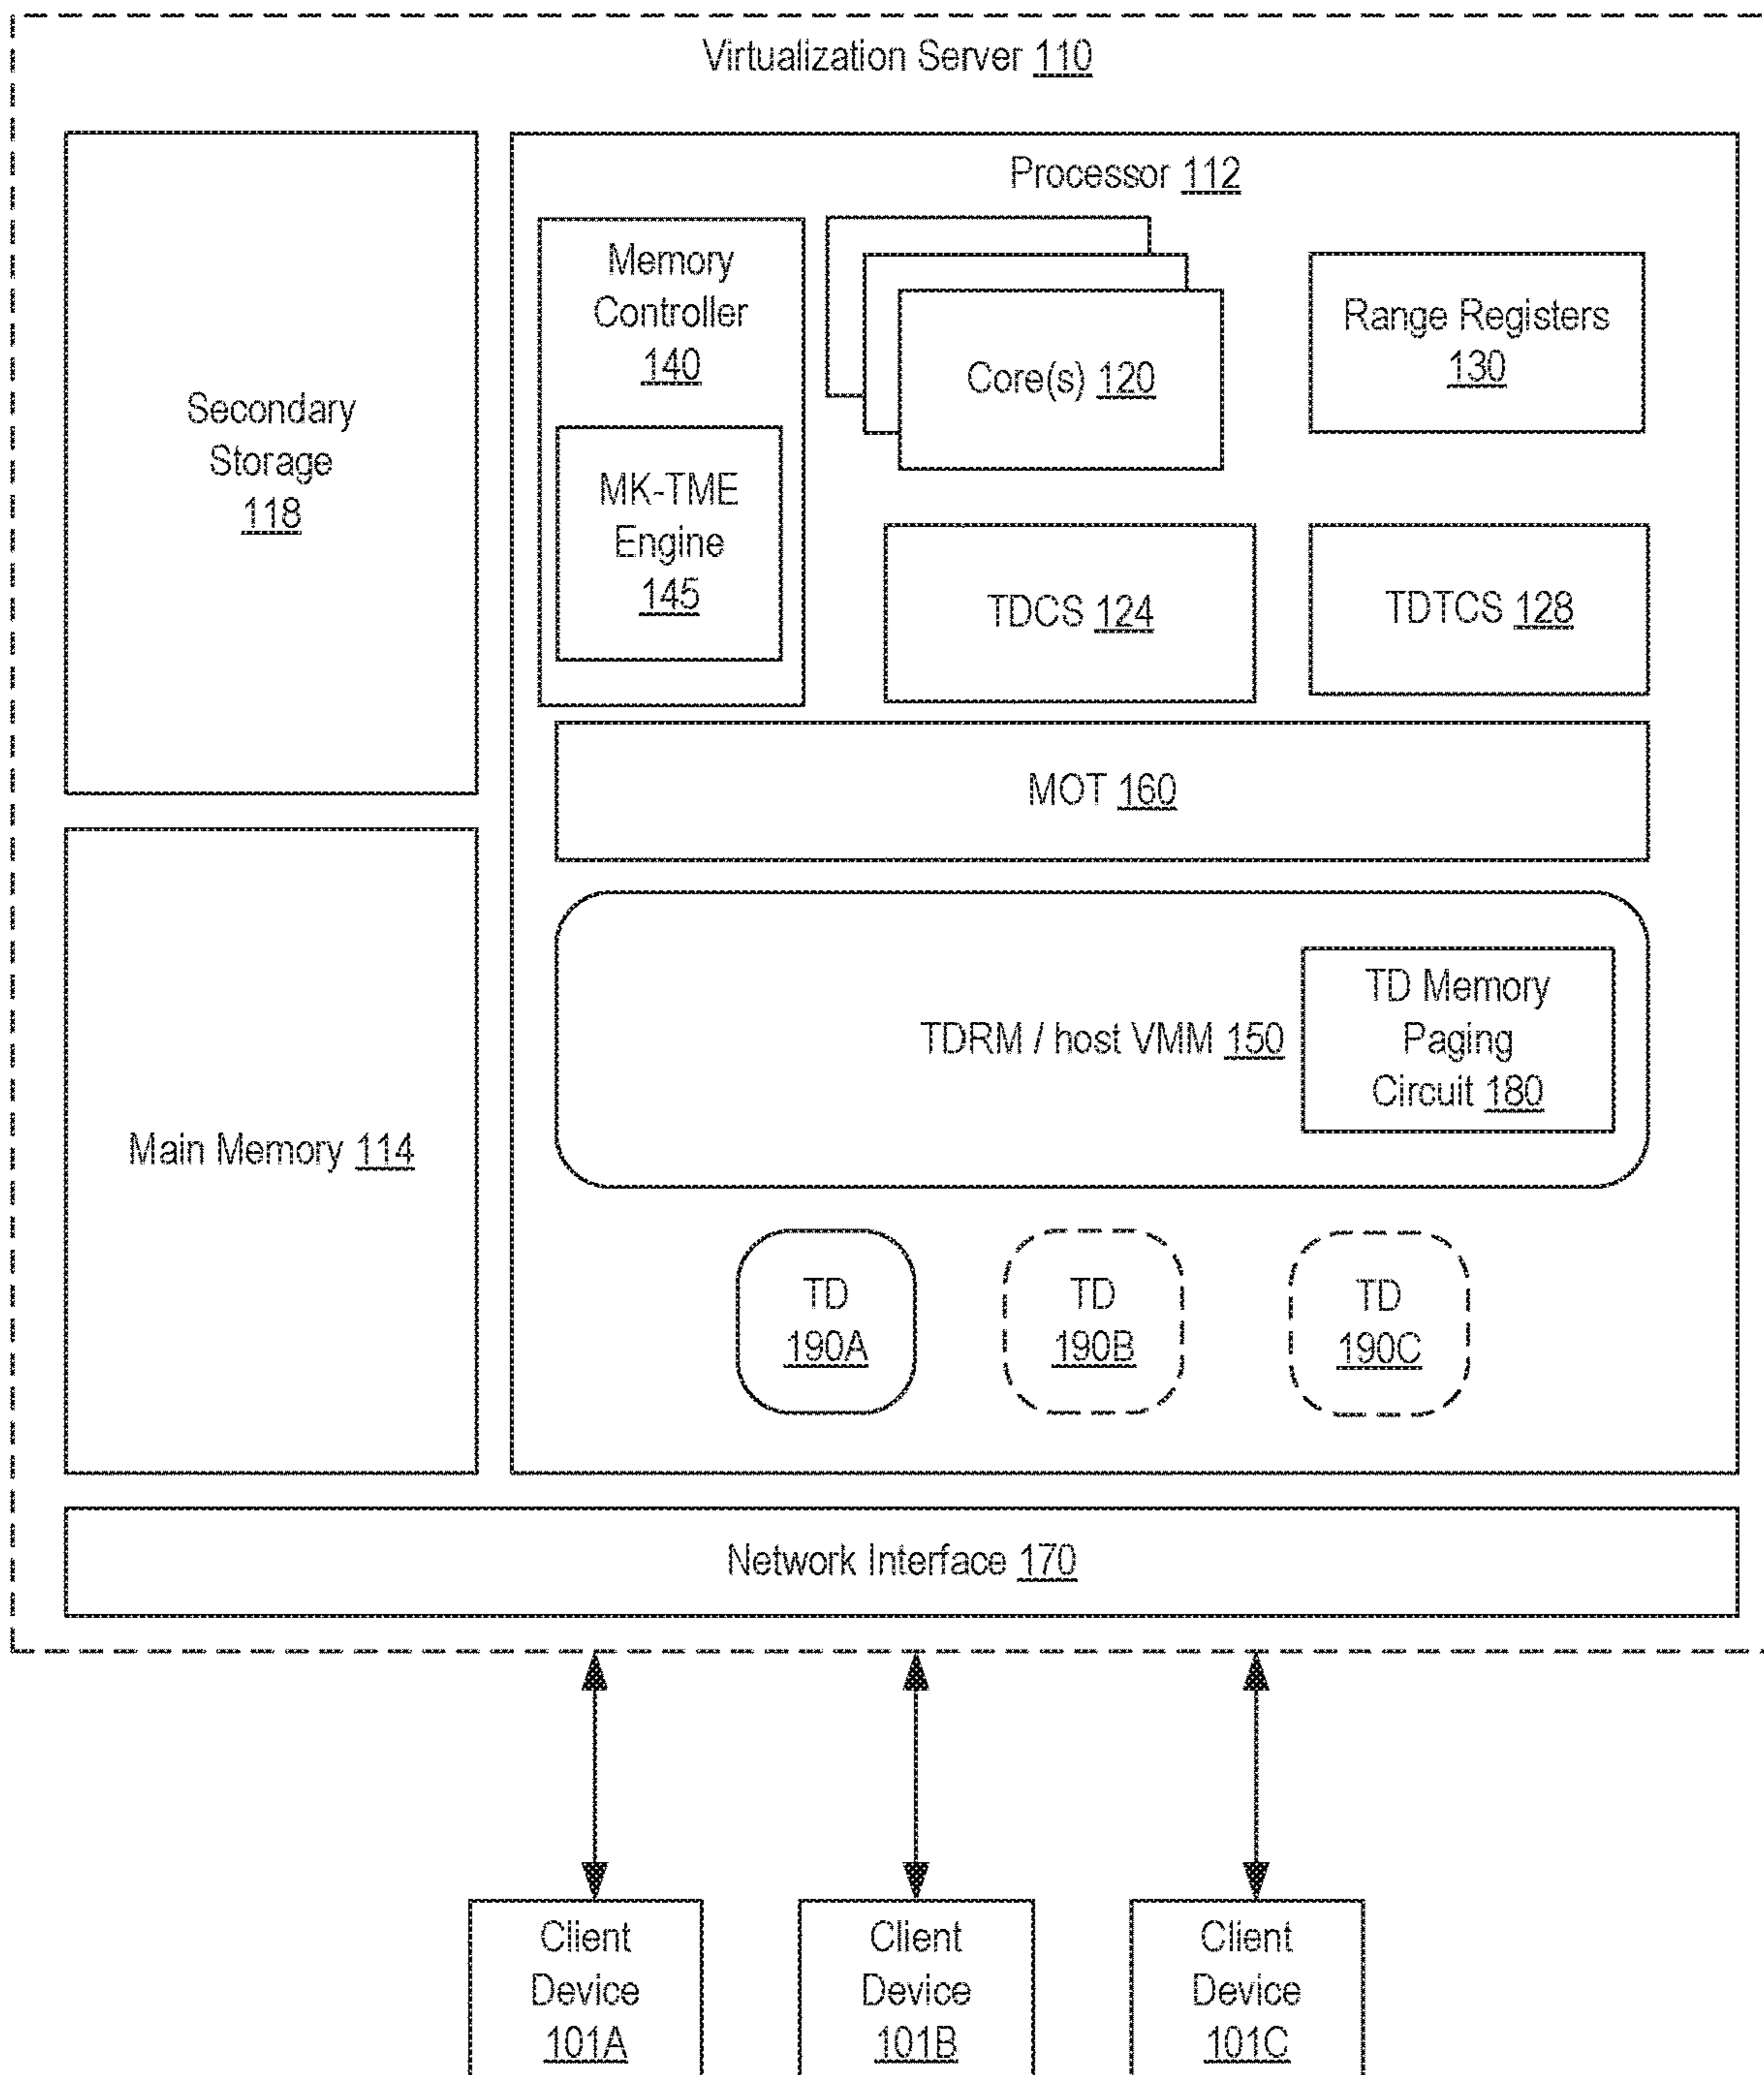 Virtualization Server 110
Secondary
Storage
118
Main Memory 114
Processor 112
Memory
Controller
140
MK-TME
Engine
145
Core(s) 120
Range Registers
130
TDCS 124
TDTCS 128
MOT 160
TDRM / host VMM 150
TD Memory
Paging
Circuit 180
TD
190A
TD
190B
TD
190C
Network Interface 170
Client
Device
101A
Client
Device
101B
Client
Device
101C